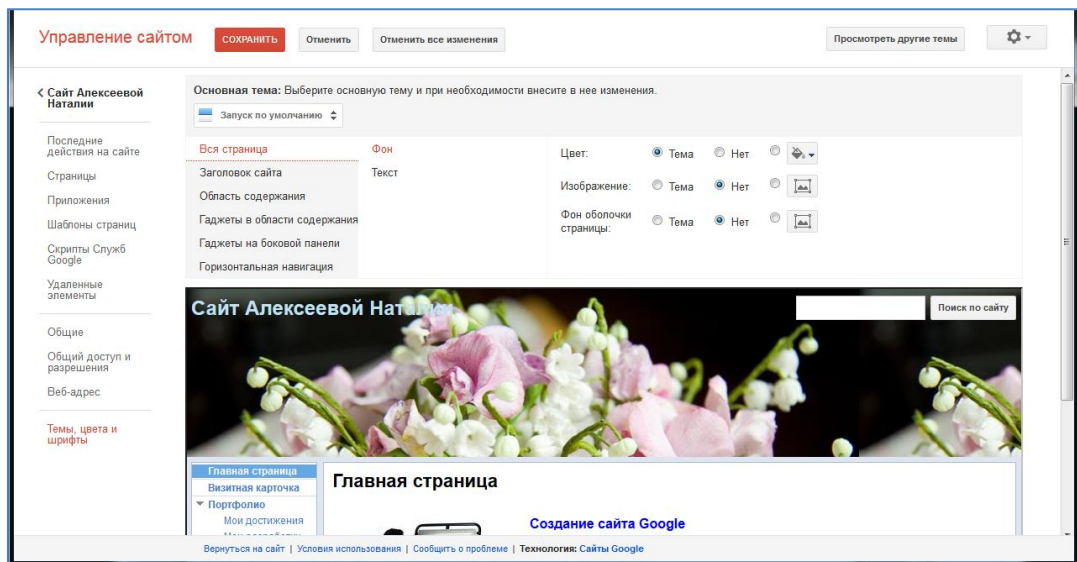 Управление сайтом
СОХРАНИТЬ
Отменить
Отменить все изменения
Просмотреть другие темы
Сайт Алексеевой
Наталии
Последние
действия на сайте
Страницы
Приложения
Шаблоны страниц
Скрипты Служб
Google
Удаленные
элементы
Общие
Общий доступ и
разрешения
Веб-адрес
Темы, цвета и
шрифты
Основная тема: Выберите основную тему и при необходимости внесите в нее изменения.
Запуск по умолчанию
Вся страница
Заголовок сайта
Область содержания
Гаджеты в области содержания
Гаджеты на боковой панели
Горизонтальная навигация
Фон
Текст
Цвет: Тема Нет
Изображение: Тема Нет
Фон оболочки
страницы: Тема Нет
Сайт Алексеевой Наталии
Поиск по сайту
Главная страница
Визитная карточка
Портфолио
Мои достижения
Главная страница
Создание сайта Google
Вернуться на сайт | Условия использования | Сообщить о проблеме | Технология: Сайты Google